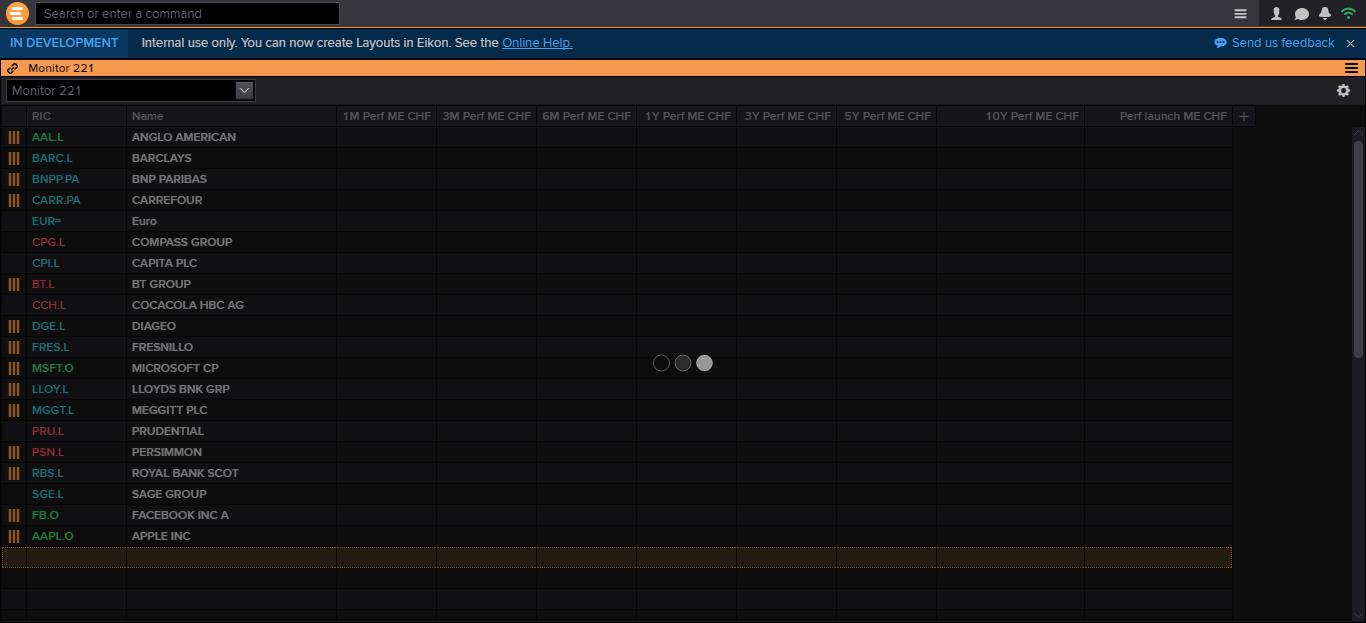 Search or enter a command
IN DEVELOPMENT Internal use only. You can now create Layouts in Eikon. See the Online Help. Send us feedback
Monitor 221
Monitor 221
RIC Name 1M Perf ME CHF 3M Perf ME CHF 6M Perf ME CHF 1Y Perf ME CHF 3Y Perf ME CHF 5Y Perf ME CHF 10Y Perf ME CHF Perf launch ME CHF +
AAL.L ANGLO AMERICAN
BARC.L BARCLAYS
BNPP.PA BNP PARIBAS
CARR.PA CARREFOUR
EUR= Euro
CPG.L COMPASS GROUP
CPI.L CAPITA PLC
BT.L BT GROUP
CCH.L COCACOLA HBC AG
DGE.L DIAGEO
FRES.L FRESNILLO
MSFT.O MICROSOFT CP
LLOY.L LLOYDS BNK GRP
MGGT.L MEGGITT PLC
PRU.L PRUDENTIAL
PSN.L PERSIMMON
RBS.L ROYAL BANK SCOT
SGE.L SAGE GROUP
FB.O FACEBOOK INC A
AAPL.O APPLE INC